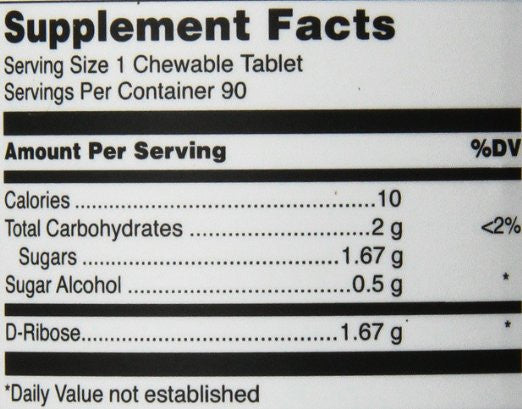 Supplement Facts
Serving Size 1 Chewable Tablet
Servings Per Container 90
Amount Per Serving %DV
Calories ...............................................10
Total Carbohydrates .............................2 g <2%
Sugars .........................................1.67 g
Sugar Alcohol ....................................0.5 g *
D-Ribose..........................................1.67 g *
*Daily Value not established